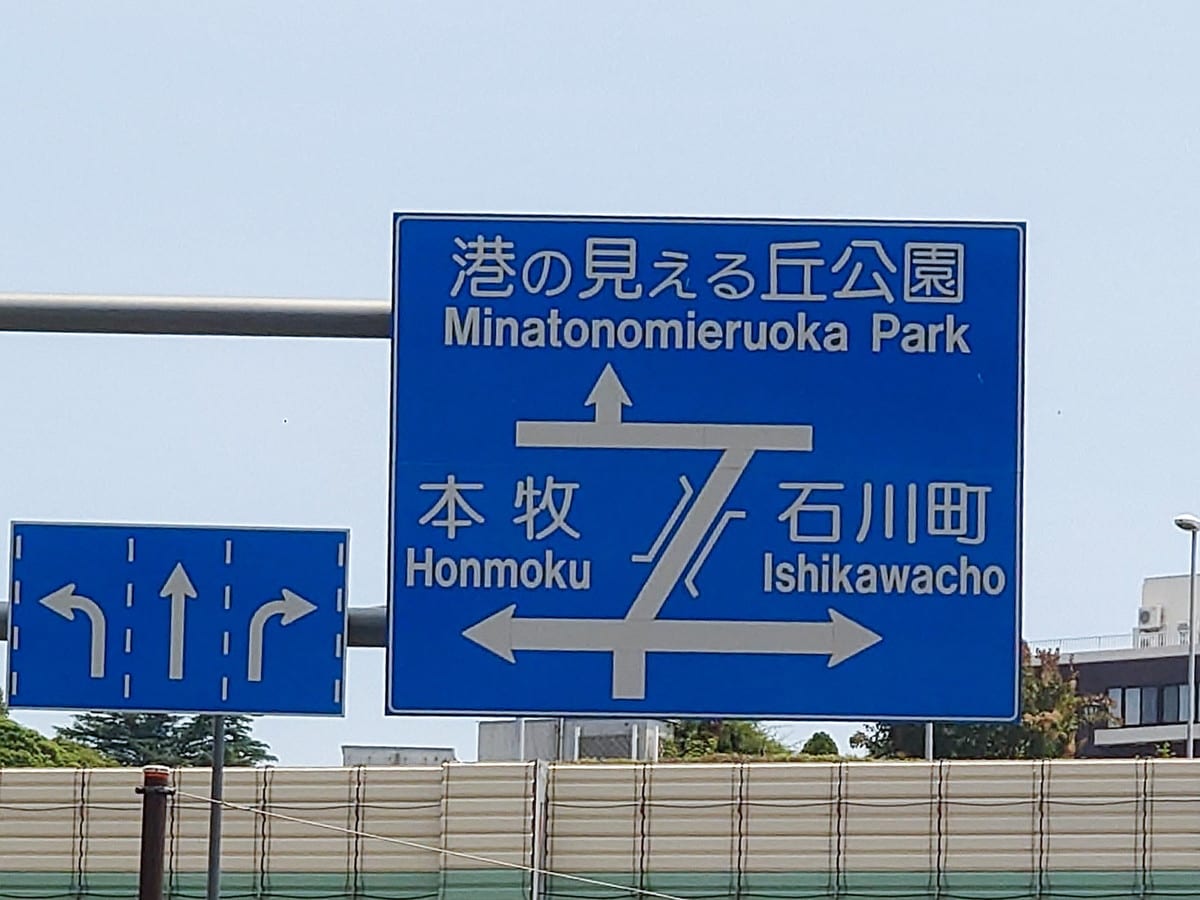 港の見える丘公園
Minatonomieruoka Park
本牧
Honmoku
石川町
Ishikawacho